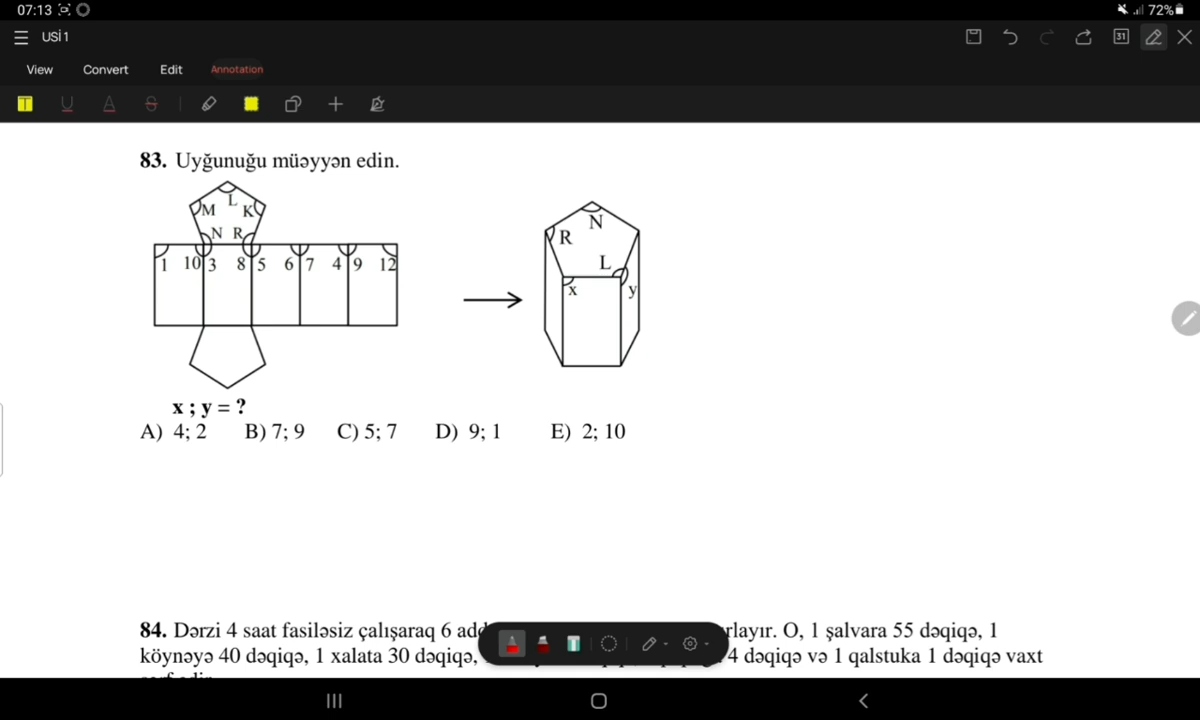 07:13
72%
USİ 1
31
View Convert Edit Annotation
T U A S
83. Uyğunuğu müəyyən edin.
L
M K
N R
1 10 3 8 5 6 7 4 9 12
N
R
L
x y
x ; y = ?
A) 4; 2 B) 7; 9 C) 5; 7 D) 9; 1 E) 2; 10
84. Dərzi 4 saat fasiləsiz çalışaraq 6 rlayır. O, 1 şalvara 55 dəqiqə, 1
köynəyə 40 dəqiqə, 1 xalata 30 dəqiqə, 4 dəqiqə və 1 qalstuka 1 dəqiqə vaxt